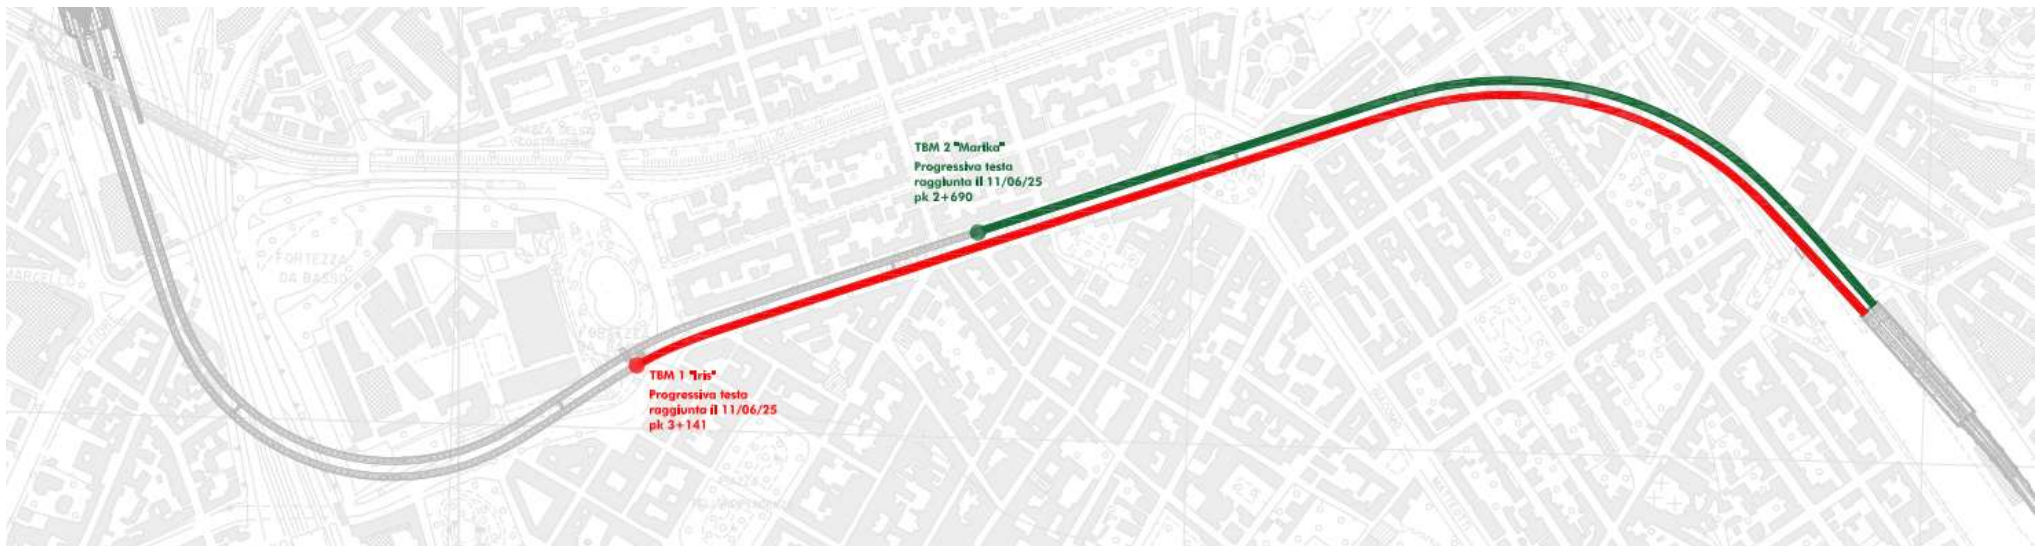 TBM 2 "Marika"
Progressiva testa
raggiunta il 11/06/25
pk 2+690
FORTEZZA
DA BASSO
TBM 1 "Iris"
Progressiva testa
raggiunta il 11/06/25
pk 3+141